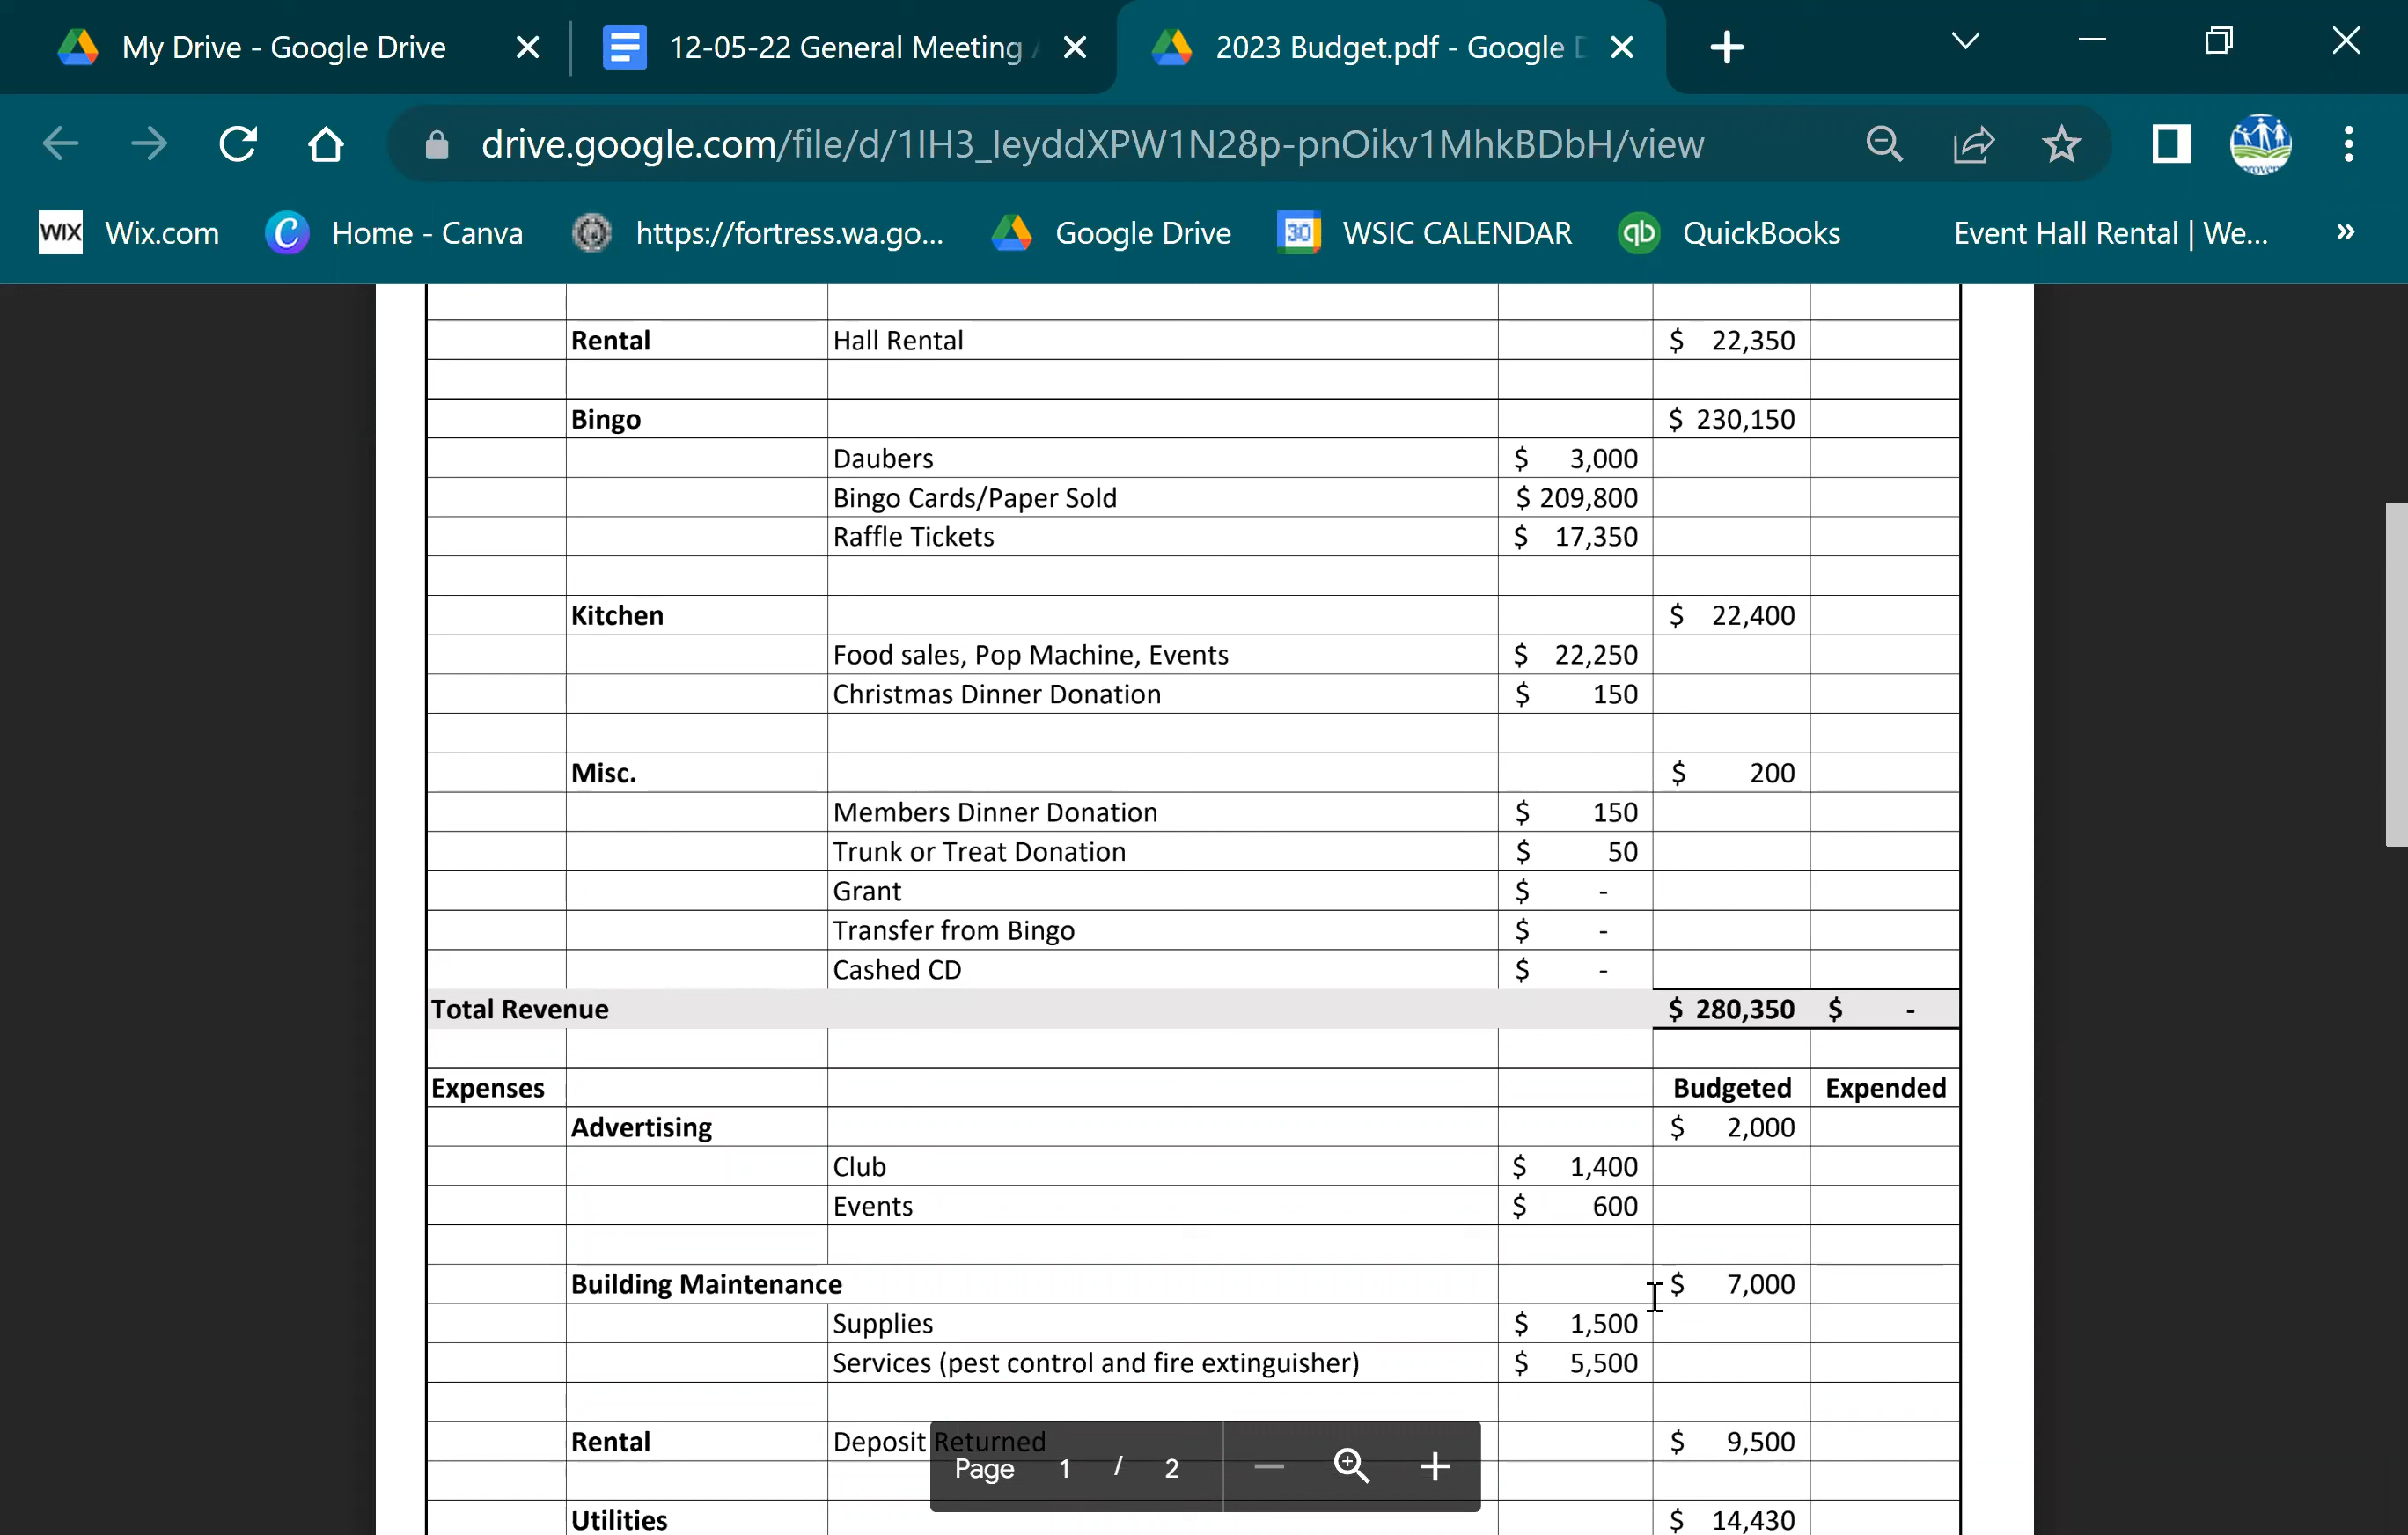 My Drive - Google Drive
12-05-22 General Meeting
2023 Budget.pdf - Google
drive.google.com/file/d/1IH3_IeyddXPW1N28p-pnOikv1MhkBDbH/view
WIX Wix.com
Home - Canva
https://fortress.wa.go...
Google Drive
30 WSIC CALENDAR
qb QuickBooks
Event Hall Rental | We...
»
Rental Hall Rental $ 22,350
Bingo $ 230,150
Daubers $ 3,000
Bingo Cards/Paper Sold $ 209,800
Raffle Tickets $ 17,350
Kitchen $ 22,400
Food sales, Pop Machine, Events $ 22,250
Christmas Dinner Donation $ 150
Misc. $ 200
Members Dinner Donation $ 150
Trunk or Treat Donation $ 50
Grant $ -
Transfer from Bingo $ -
Cashed CD $ -
Total Revenue $ 280,350 $ -
Expenses Budgeted Expended
Advertising $ 2,000
Club $ 1,400
Events $ 600
Building Maintenance $ 7,000
Supplies $ 1,500
Services (pest control and fire extinguisher) $ 5,500
Rental Deposit Returned $ 9,500
Page 1 / 2
Utilities $ 14,430